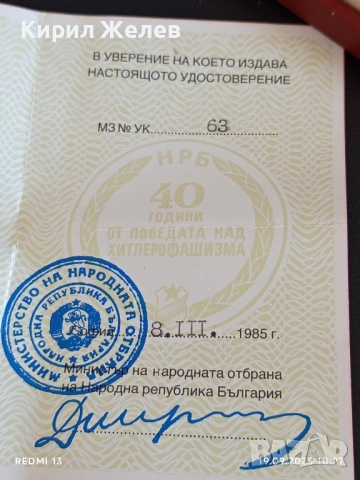 Кирил Желев
В УВЕРЕНИЕ НА КОЕТО ИЗДАВА
НАСТОЯЩОТО УДОСТОВЕРЕНИЕ
МЗ № УК 63
НРБ
40
ГОДИНИ
ОТ ПОБЕДАТА НАД
ХИТЛЕРОФАШИЗМА
МИНИСТЕРСТВО НА НАРОДНАТА ОТБРАНА
НАРОДНА РЕПУБЛИКА БЪЛГАРИЯ
София 8.III. 1985 г.
Министър на народната отбрана
на Народна република България
REDMI 13
BAZAR